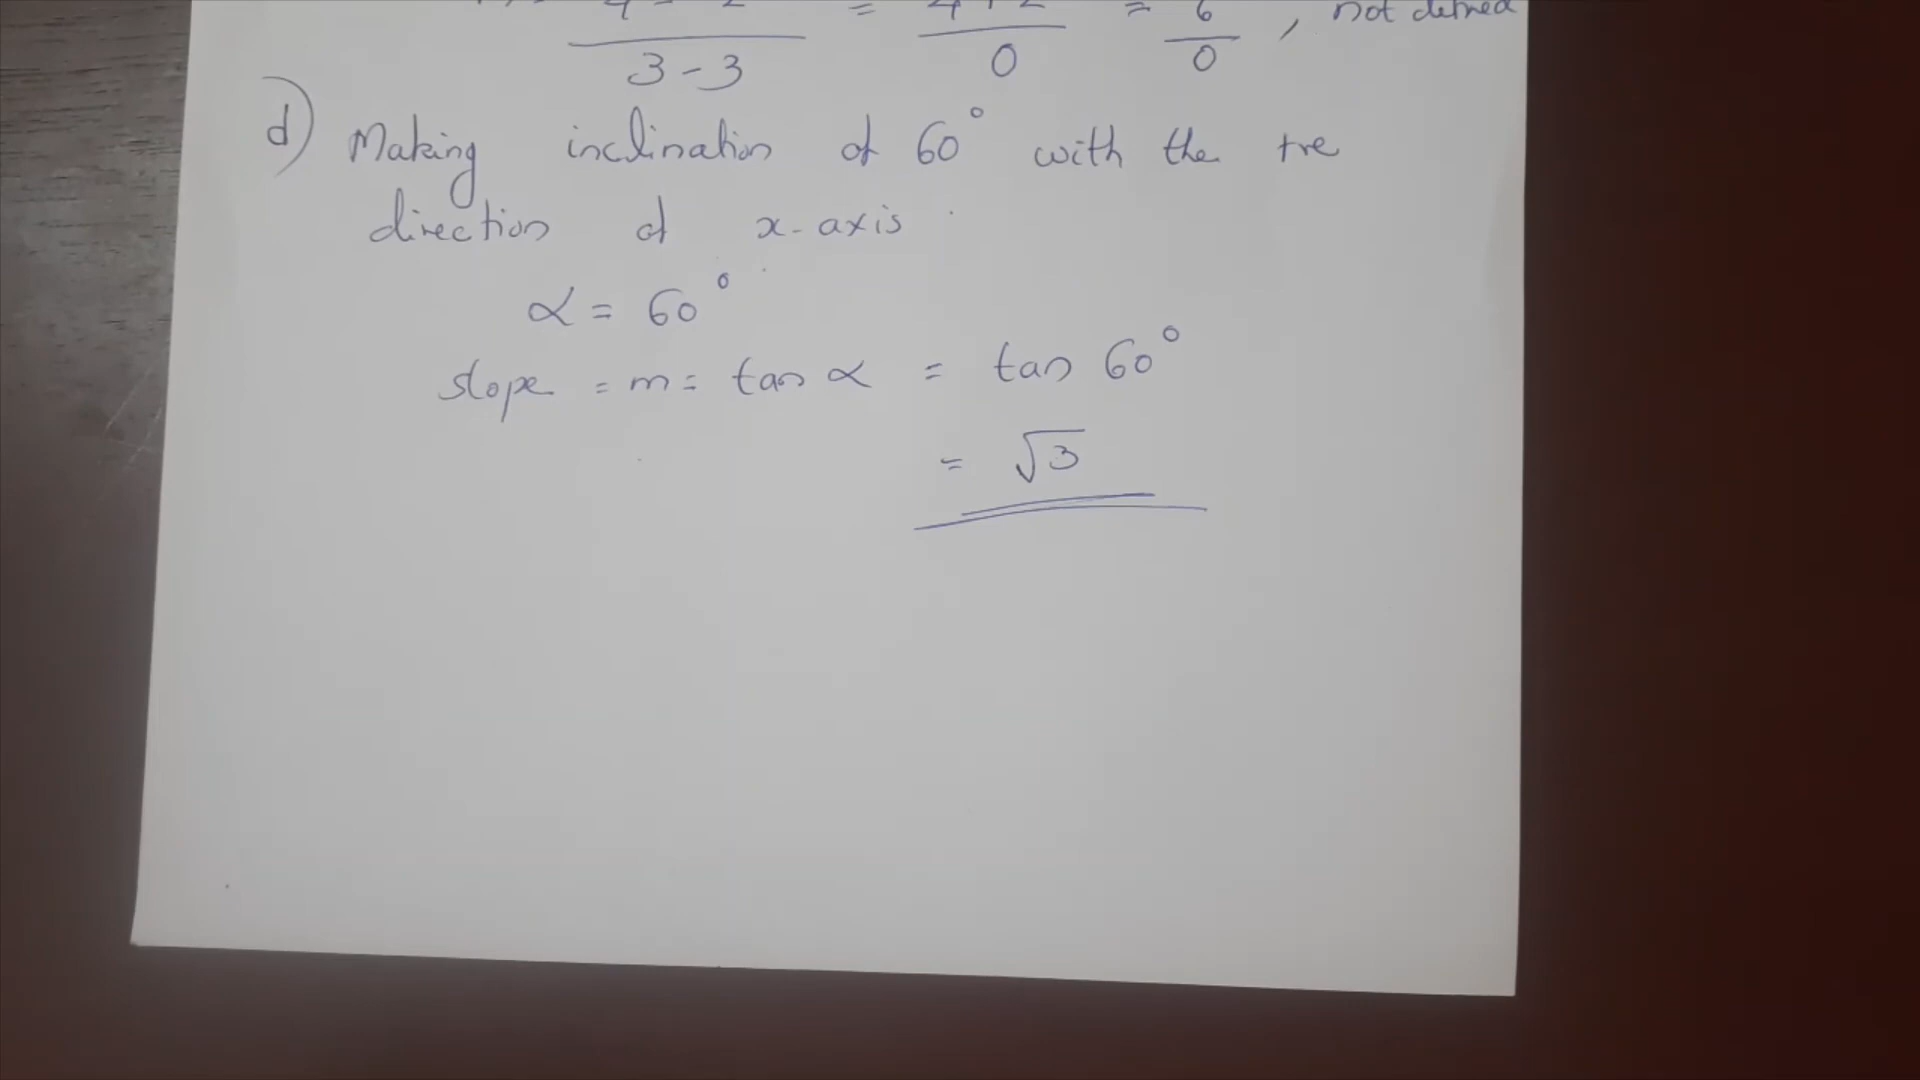 = = 6 , not defined
3 - 3 0 0
d) Making inclination of 60° with the +ve
direction of x-axis.
α = 60°
slope = m = tan α = tan 60°
= √3